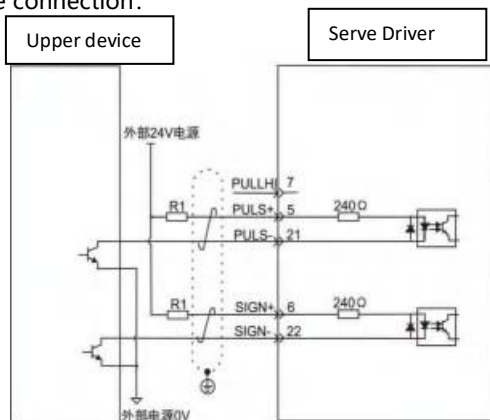 e connection:
Upper device
Serve Driver
外部24V电源
PULLHI 7
R1
PULS+ 5
240Ω
PULS- 21
R1
SIGN+ 6
240Ω
SIGN- 22
外部电源0V